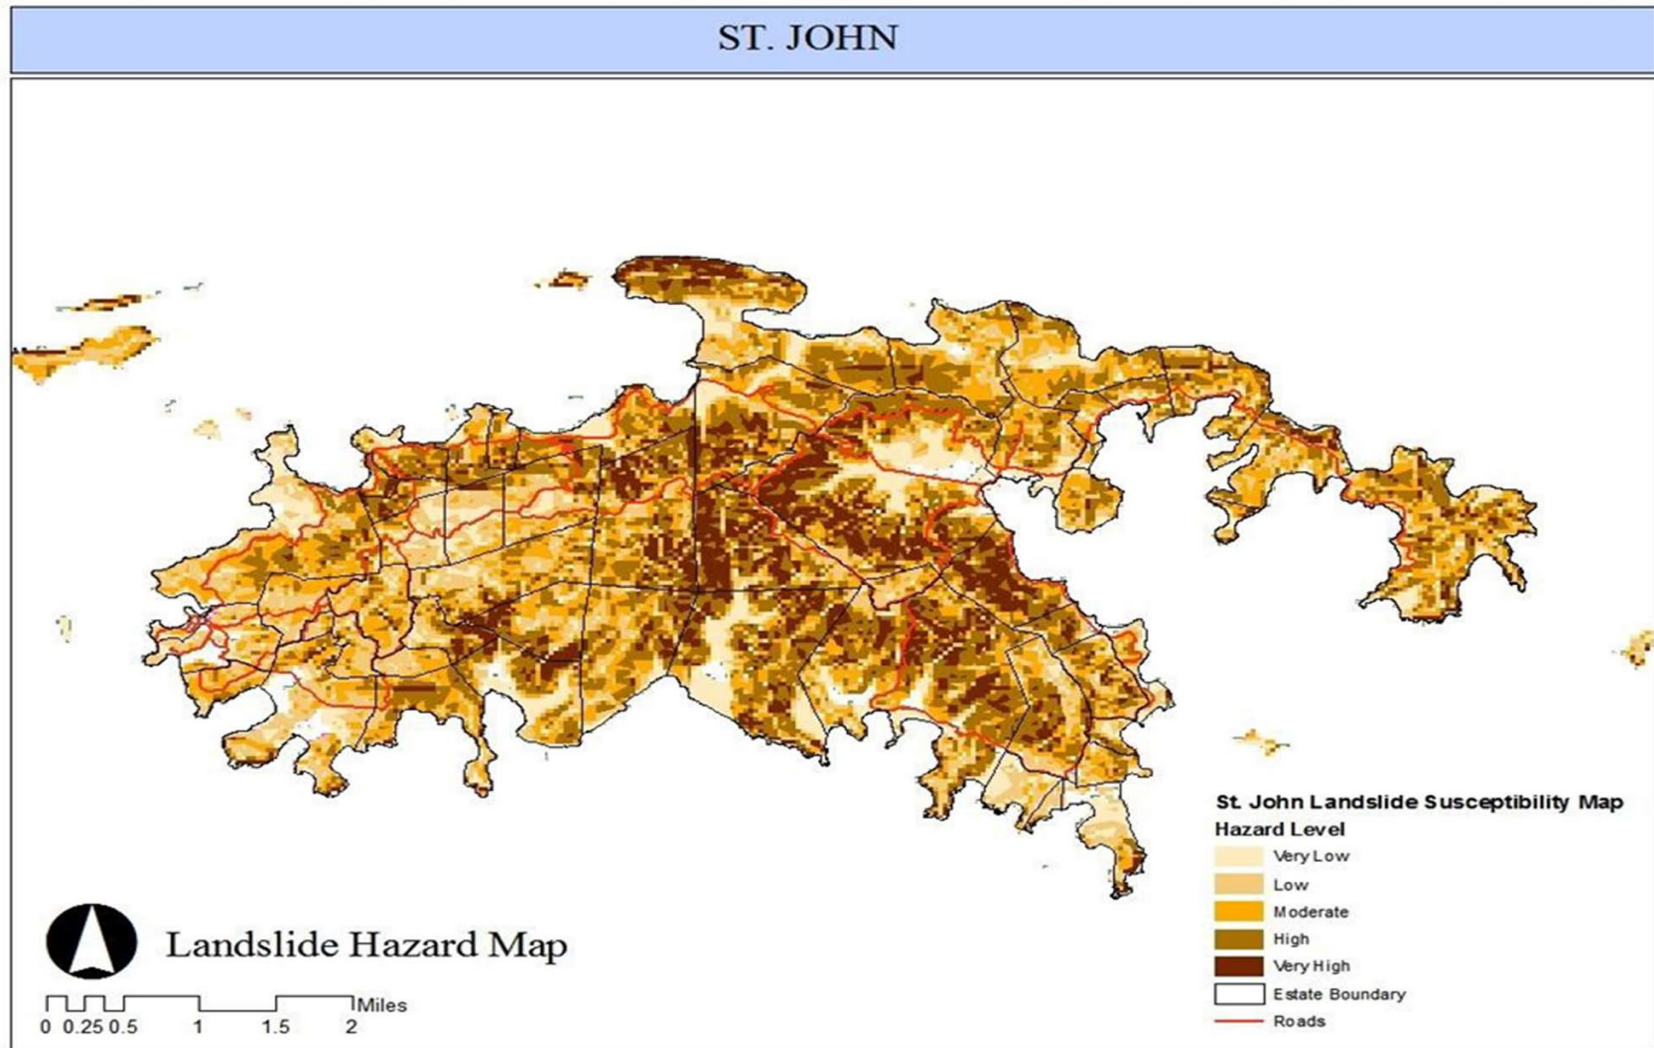 ST. JOHN
St. John Landslide Susceptibility Map
Hazard Level
Very Low
Low
Moderate
High
Very High
Estate Boundary
Roads
Landslide Hazard Map
Miles
0 0.25 0.5 1 1.5 2